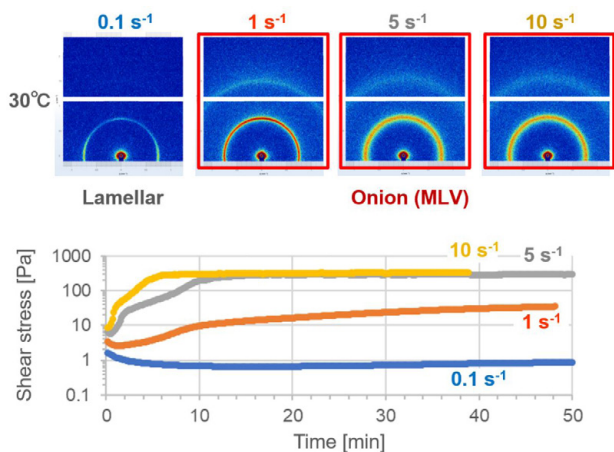 0.1 s⁻¹ 1 s⁻¹ 5 s⁻¹ 10 s⁻¹
30℃
Lamellar Onion (MLV)
Shear stress [Pa]
1000
100
10
1
0.1
10 s⁻¹
5 s⁻¹
1 s⁻¹
0.1 s⁻¹
0 10 20 30 40 50
Time [min]